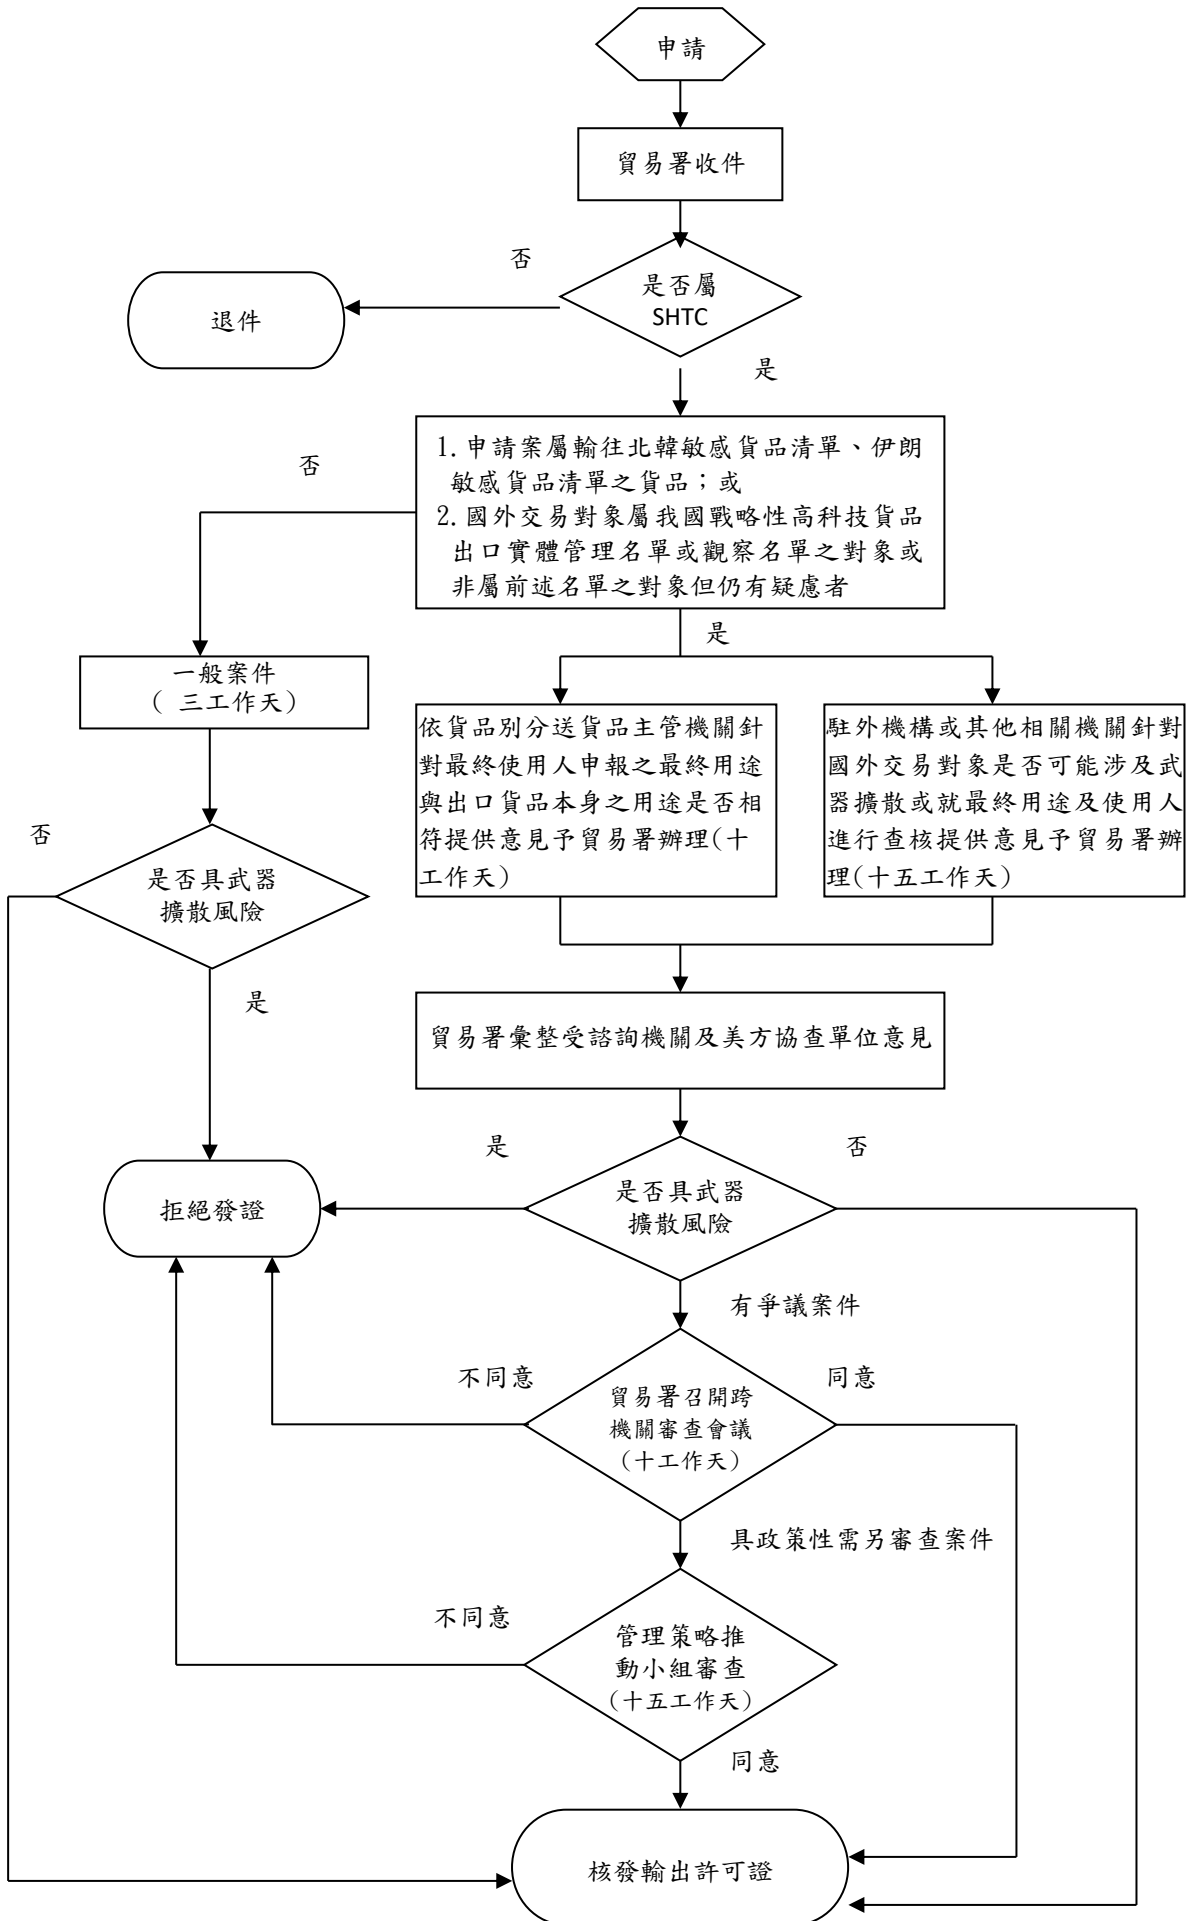 申請
貿易署收件
否
是否屬
SHTC
退件
是
1.申請案屬輸往北韓敏感貨品清單、伊朗
敏感貨品清單之貨品；或
2.國外交易對象屬我國戰略性高科技貨品
出口實體管理名單或觀察名單之對象或
非屬前述名單之對象但仍有疑慮者
否
是
一般案件
( 三工作天)
依貨品別分送貨品主管機關針
對最終使用人申報之最終用途
與出口貨品本身之用途是否相
符提供意見予貿易署辦理(十
工作天)
駐外機構或其他相關機關針對
國外交易對象是否可能涉及武
器擴散或就最終用途及使用人
進行查核提供意見予貿易署辦
理(十五工作天)
否
是否具武器
擴散風險
是
貿易署彙整受諮詢機關及美方協查單位意見
是
否
是否具武器
擴散風險
拒絕發證
有爭議案件
不同意
同意
貿易署召開跨
機關審查會議
(十工作天)
具政策性需另審查案件
不同意
管理策略推
動小組審查
(十五工作天)
同意
核發輸出許可證